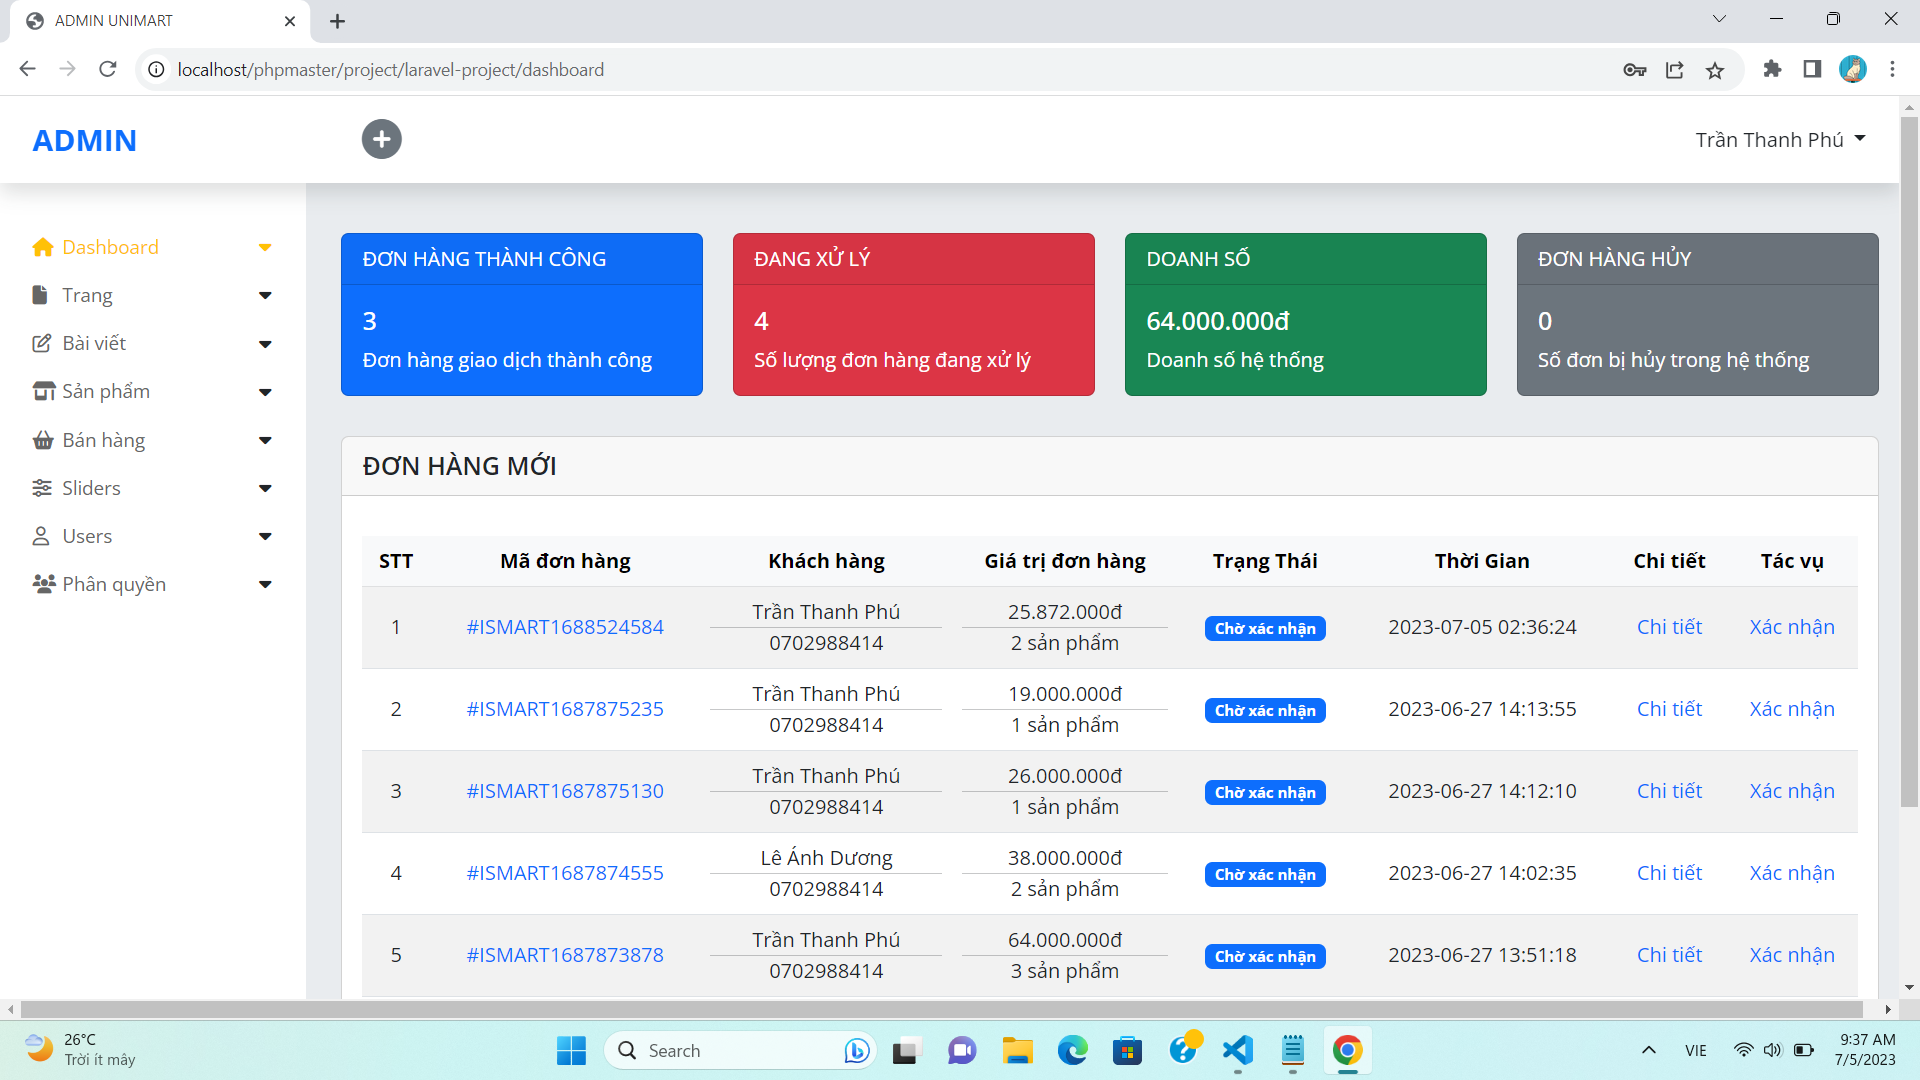 ADMIN UNIMART
localhost/phpmaster/project/laravel-project/dashboard
ADMIN
Trần Thanh Phú
Dashboard
Trang
Bài viết
Sản phẩm
Bán hàng
Sliders
Users
Phân quyền
ĐƠN HÀNG THÀNH CÔNG
3
Đơn hàng giao dịch thành công
ĐANG XỬ LÝ
4
Số lượng đơn hàng đang xử lý
DOANH SỐ
64.000.000đ
Doanh số hệ thống
ĐƠN HÀNG HỦY
0
Số đơn bị hủy trong hệ thống
ĐƠN HÀNG MỚI
STT Mã đơn hàng Khách hàng Giá trị đơn hàng Trạng Thái Thời Gian Chi tiết Tác vụ
1 #ISMART1688524584 Trần Thanh Phú 25.872.000đ Chờ xác nhận 2023-07-05 02:36:24 Chi tiết Xác nhận
0702988414 2 sản phẩm
2 #ISMART1687875235 Trần Thanh Phú 19.000.000đ Chờ xác nhận 2023-06-27 14:13:55 Chi tiết Xác nhận
0702988414 1 sản phẩm
3 #ISMART1687875130 Trần Thanh Phú 26.000.000đ Chờ xác nhận 2023-06-27 14:12:10 Chi tiết Xác nhận
0702988414 1 sản phẩm
4 #ISMART1687874555 Lê Ánh Dương 38.000.000đ Chờ xác nhận 2023-06-27 14:02:35 Chi tiết Xác nhận
0702988414 2 sản phẩm
5 #ISMART1687873878 Trần Thanh Phú 64.000.000đ Chờ xác nhận 2023-06-27 13:51:18 Chi tiết Xác nhận
0702988414 3 sản phẩm
26°C
Trời ít mây
Search
VIE
9:37 AM
7/5/2023